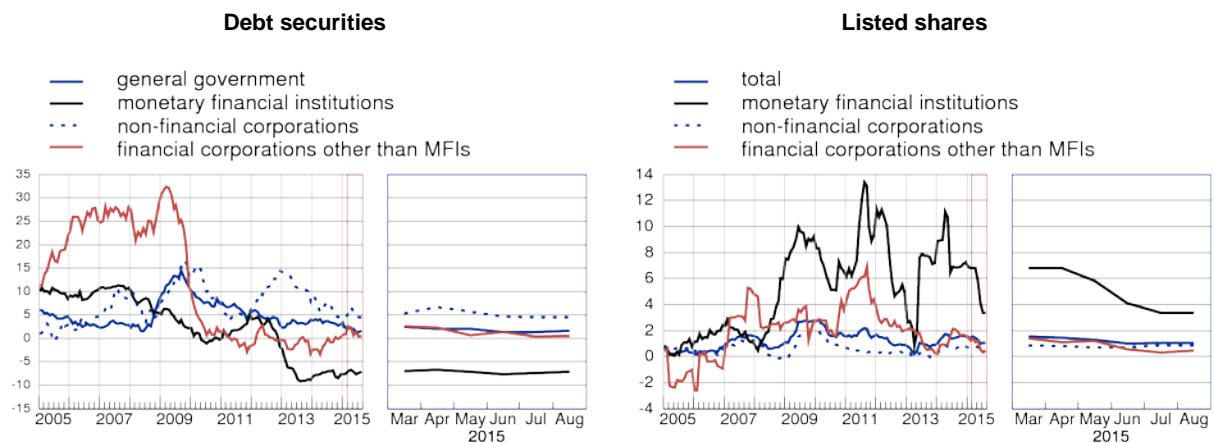 Debt securities
general government
monetary financial institutions
non-financial corporations
financial corporations other than MFIs
35
30
25
20
15
10
5
0
-5
-10
-15
2005 2007 2009 2011 2013 2015
Mar Apr May Jun Jul Aug
2015
Listed shares
total
monetary financial institutions
non-financial corporations
financial corporations other than MFIs
14
12
10
8
6
4
2
0
-2
-4
2005 2007 2009 2011 2013 2015
Mar Apr May Jun Jul Aug
2015